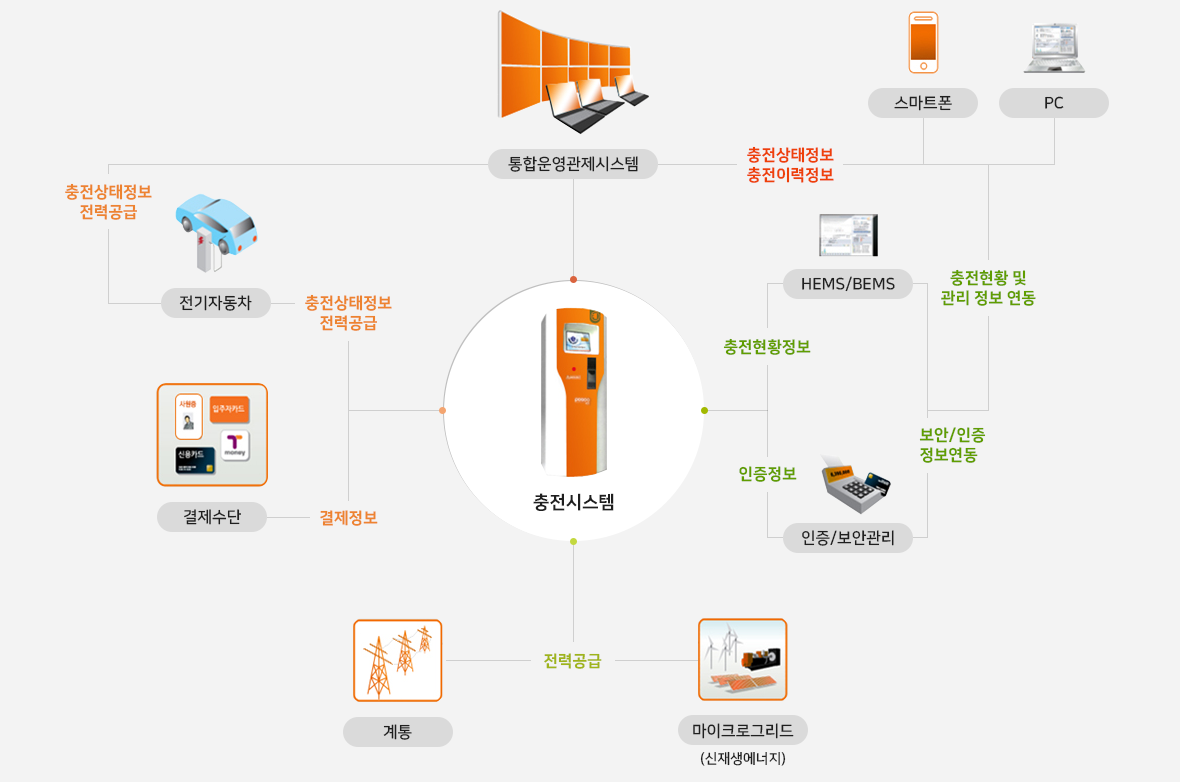 스마트폰
PC
통합운영관제시스템
충전상태정보
충전이력정보
충전상태정보
전력공급
전기자동차
충전상태정보
전력공급
HEMS/BEMS
충전현황 및
관리 정보 연동
충전현황정보
사원증
입주자카드
신용카드
T
money
결제수단
결제정보
충전시스템
인증정보
보안/인증
정보연동
인증/보안관리
전력공급
계통
마이크로그리드
(신재생에너지)